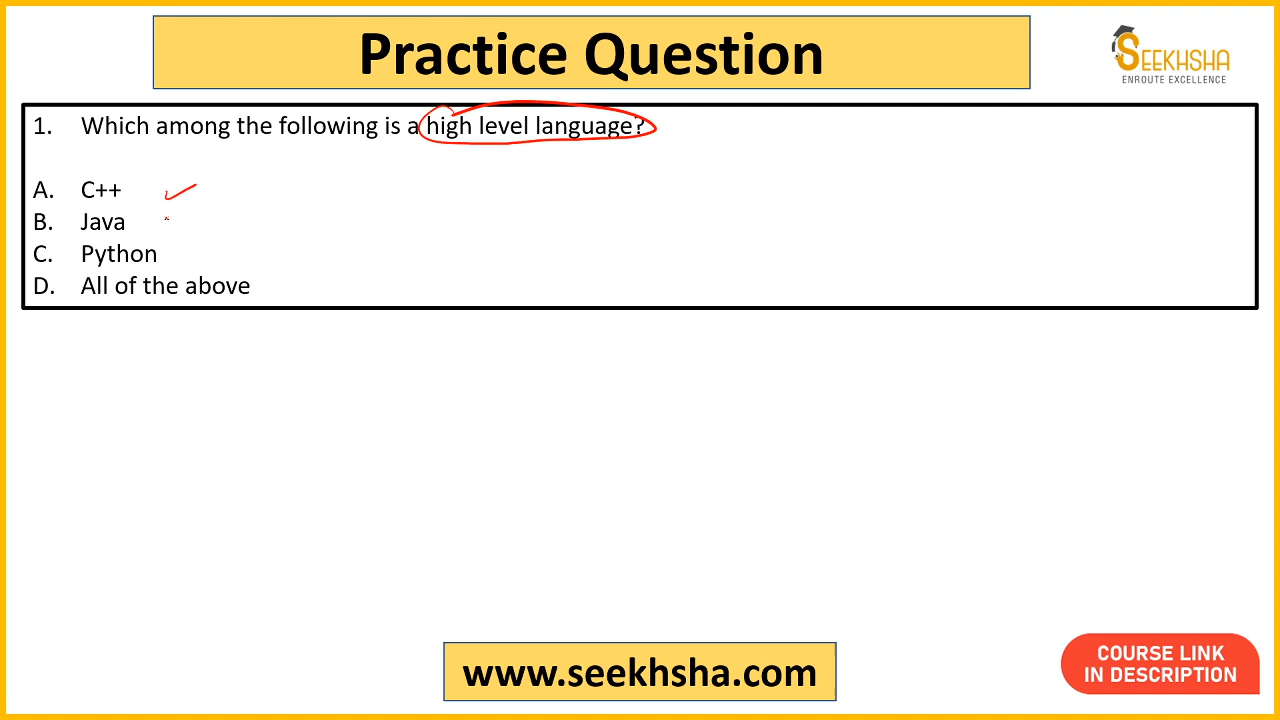 Practice Question
SEEKHSHA
ENROUTE EXCELLENCE
1. Which among the following is a high level language?
A. C++
B. Java
C. Python
D. All of the above
www.seekhsha.com
COURSE LINK
IN DESCRIPTION